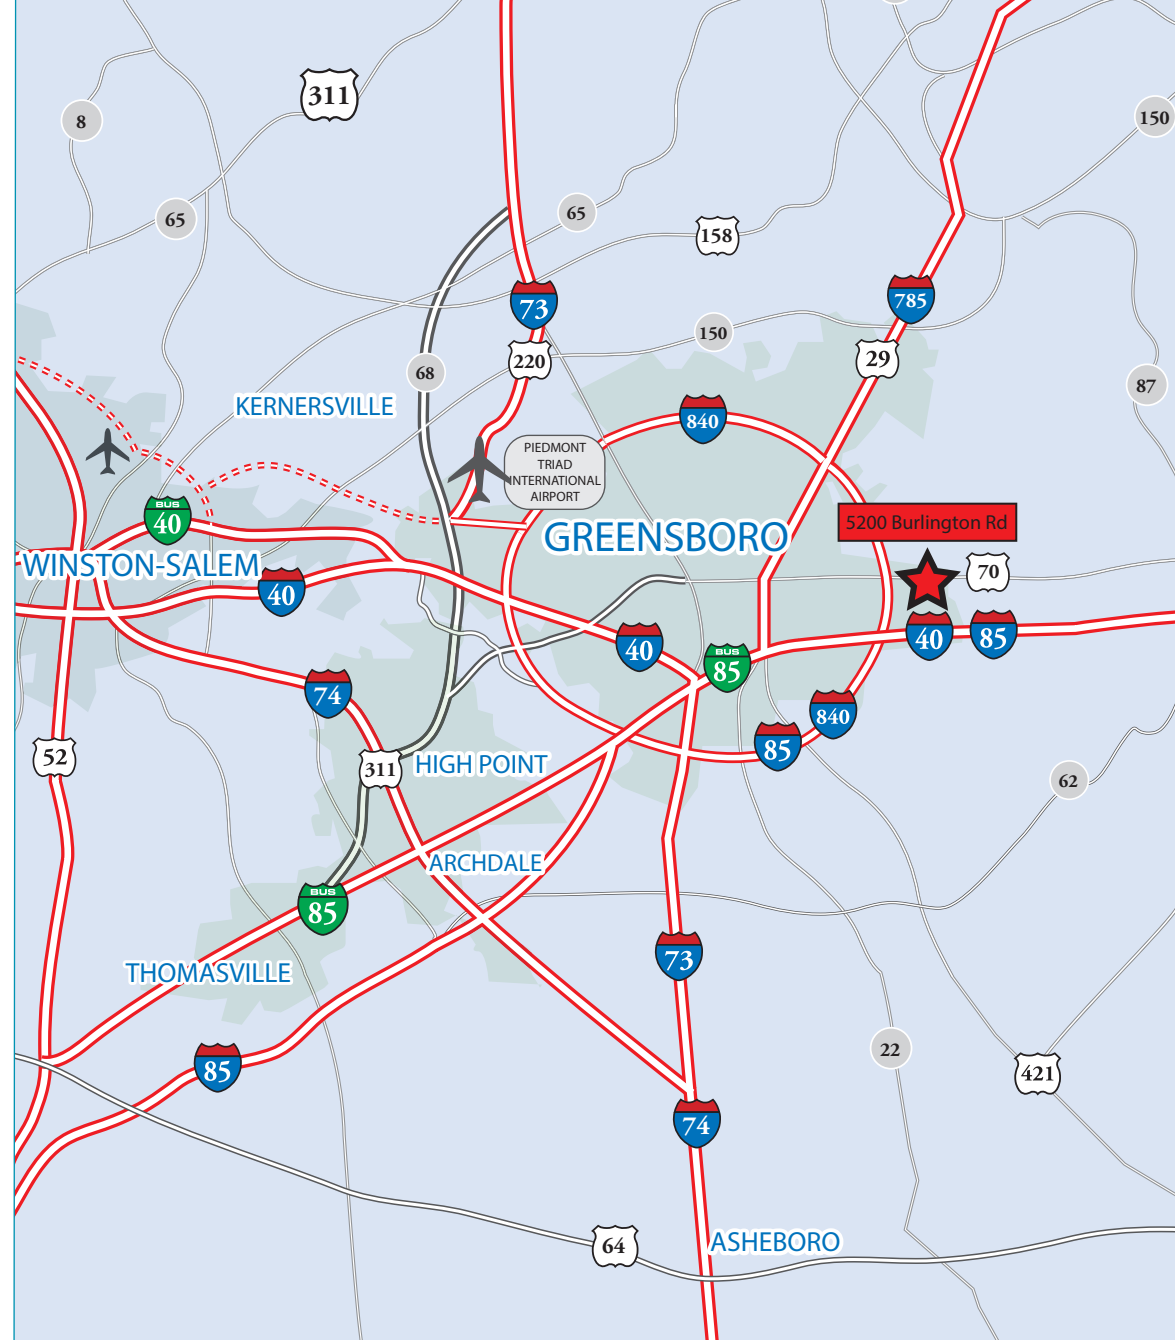 311
8
150
65
65
158
73
785
150
220
29
68
87
KERNERSVILLE
840
PIEDMONT
TRIAD
INTERNATIONAL
AIRPORT
BUS
40
5200 Burlington Rd
GREENSBORO
WINSTON-SALEM
70
40
40
40
85
BUS
85
74
840
85
52
311
HIGH POINT
62
ARCHDALE
BUS
85
73
THOMASVILLE
22
85
421
74
64
ASHEBORO